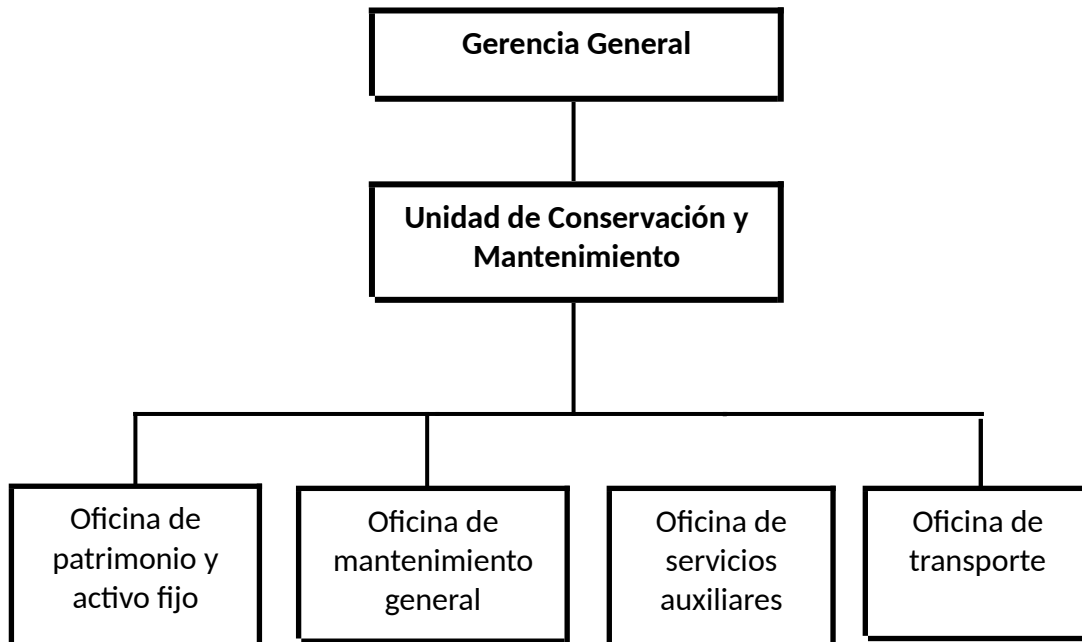 Gerencia General
Unidad de Conservación y
Mantenimiento
Oficina de
patrimonio y
activo fijo
Oficina de
mantenimiento
general
Oficina de
servicios
auxiliares
Oficina de
transporte